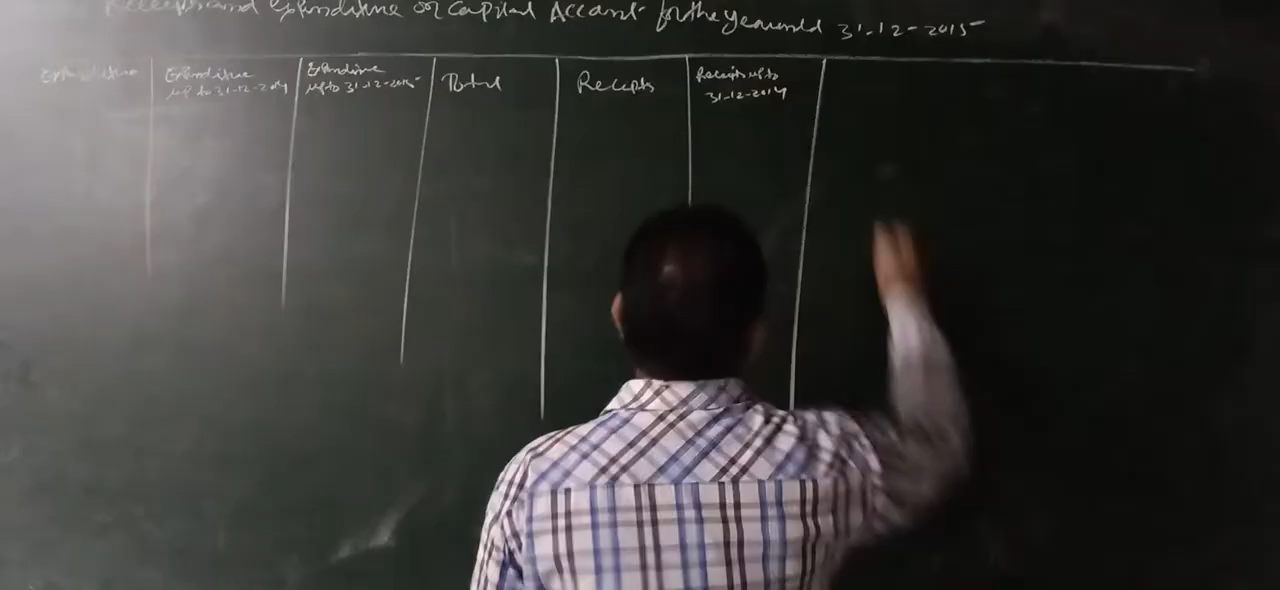 Receipts and Expenditure on Capital Account for the year ended 31-12-2015
Expenditure
Expenditure
up to 31-12-2014
Expenditure
up to 31-12-2015
Total
Receipts
Receipts up to
31-12-2014